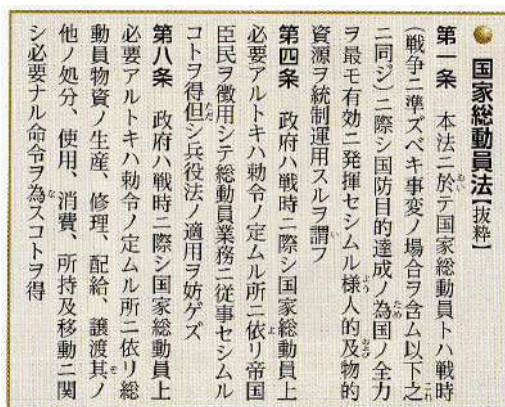 国家総動員法【抜粋】
第一条　本法ニ於テ国家総動員トハ戦時
(戦争ニ準ズベキ事変ノ場合ヲ含ム以下之
ニ同ジ)ニ際シ国防目的達成ノ為国ノ全力
ヲ最モ有効ニ発揮セシムル様人的及物的
資源ヲ統制運用スルヲ謂フ
第四条　政府ハ戦時ニ際シ国家総動員上
必要アルトキハ勅令ノ定ムル所ニ依リ帝国
臣民ヲ徴用シテ総動員業務ニ従事セシムル
コトヲ得但シ兵役法ノ適用ヲ妨ゲズ
第八条　政府ハ戦時ニ際シ国家総動員上
必要アルトキハ勅令ノ定ムル所ニ依リ総
動員物資ノ生産、修理、配給、譲渡其ノ
他ノ処分、使用、消費、所持及移動ニ関
シ必要ナル命令ヲ為スコトヲ得